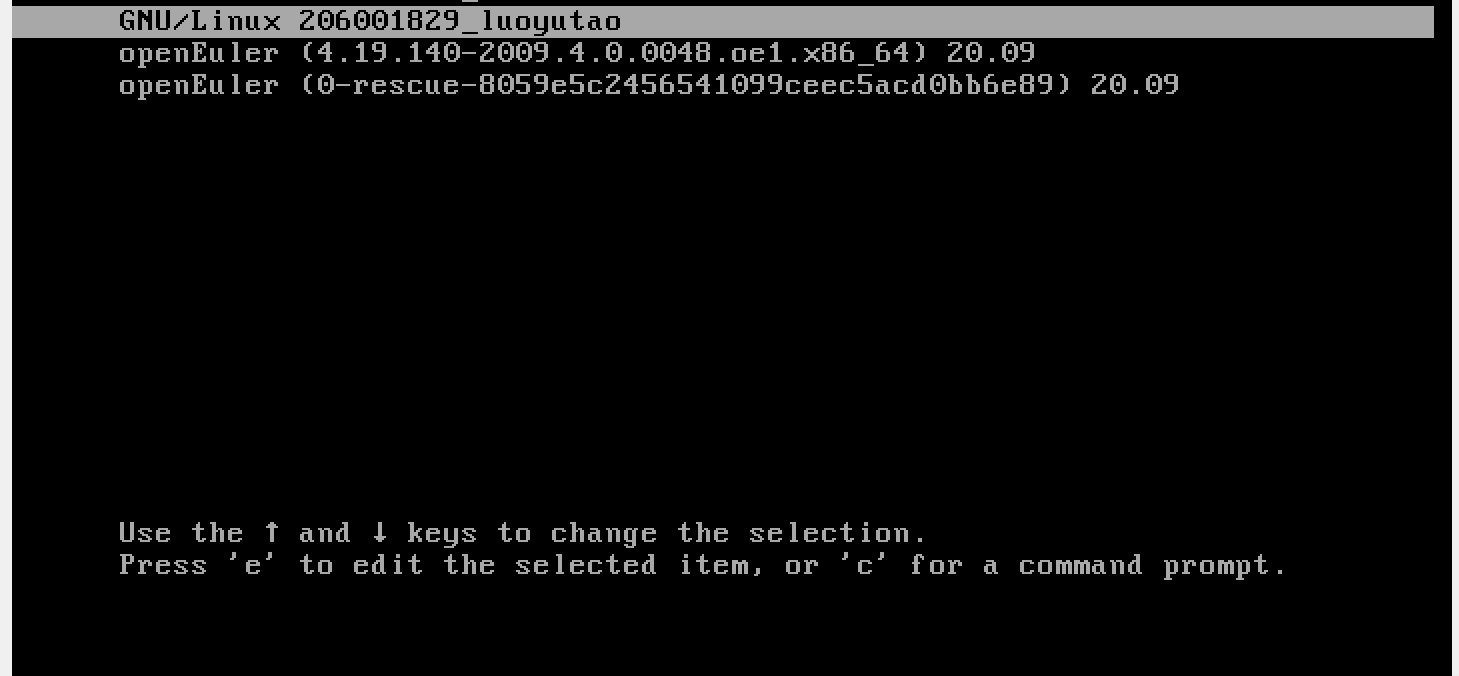 GNU/Linux 206001829_luoyutao
openEuler (4.19.140-2009.4.0.0048.oe1.x86_64) 20.09
openEuler (0-rescue-8059e5c2456541099ceec5acd0bb6e89) 20.09
Use the ↑ and ↓ keys to change the selection.
Press 'e' to edit the selected item, or 'c' for a command prompt.